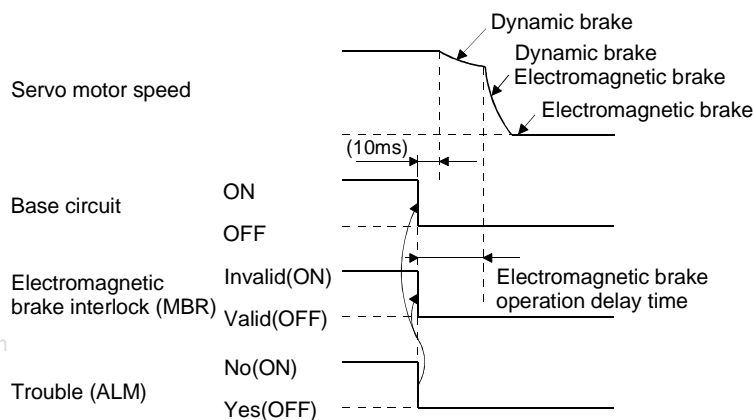 Dynamic brake
Dynamic brake
Electromagnetic brake
Servo motor speed
Electromagnetic brake
(10ms)
ON
Base circuit
OFF
Electromagnetic
brake interlock (MBR)
Invalid(ON)
Valid(OFF)
Electromagnetic brake
operation delay time
No(ON)
Trouble (ALM)
Yes(OFF)